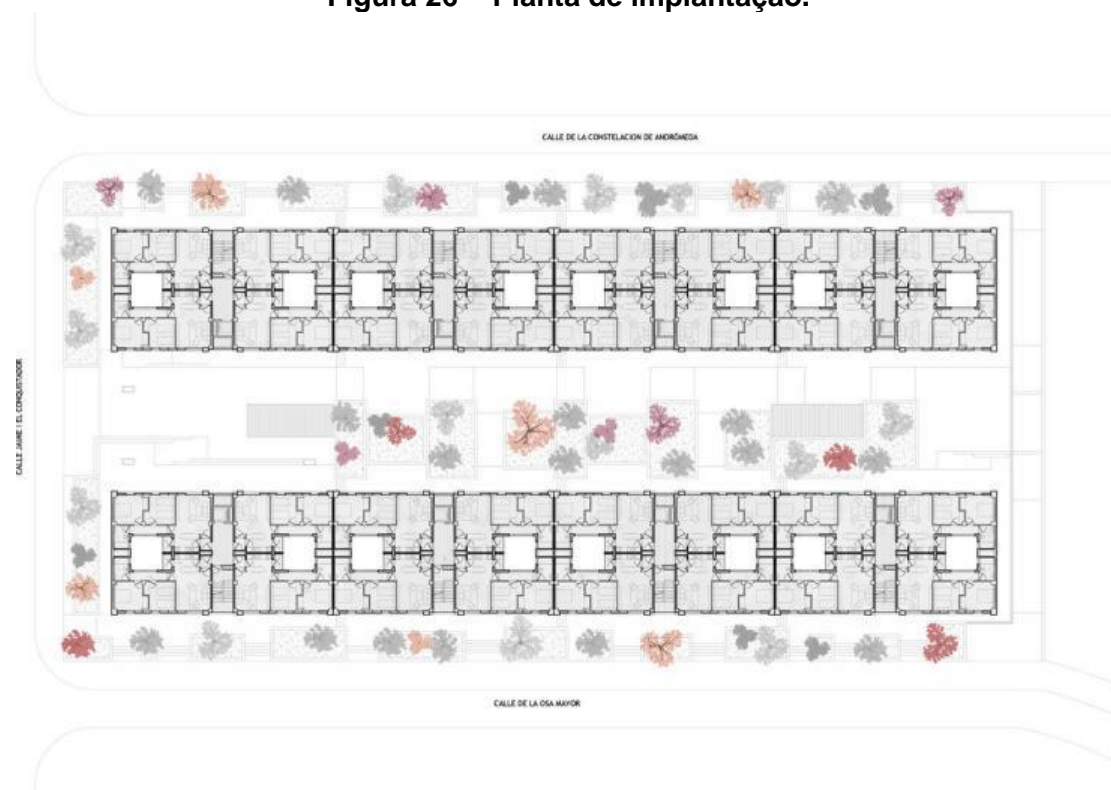 Figura 26 – Planta de implantação.
CALLE DE LA CONSTELACION DE ANDRÓMEDA
CALLE JAIME I EL CONQUISTADOR
CALLE DE LA OSA MAYOR